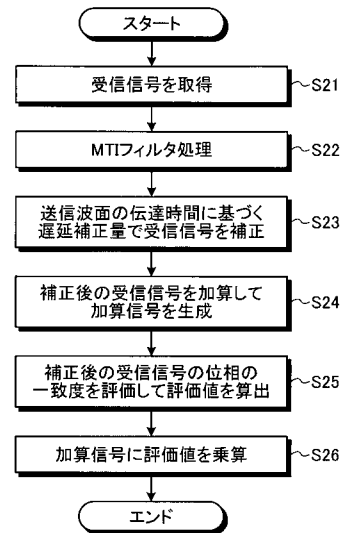 スタート
受信信号を取得
S21
MTIフィルタ処理
S22
送信波面の伝達時間に基づく
遅延補正量で受信信号を補正
S23
補正後の受信信号を加算して
加算信号を生成
S24
補正後の受信信号の位相の
一致度を評価して評価値を算出
S25
加算信号に評価値を乗算
S26
エンド